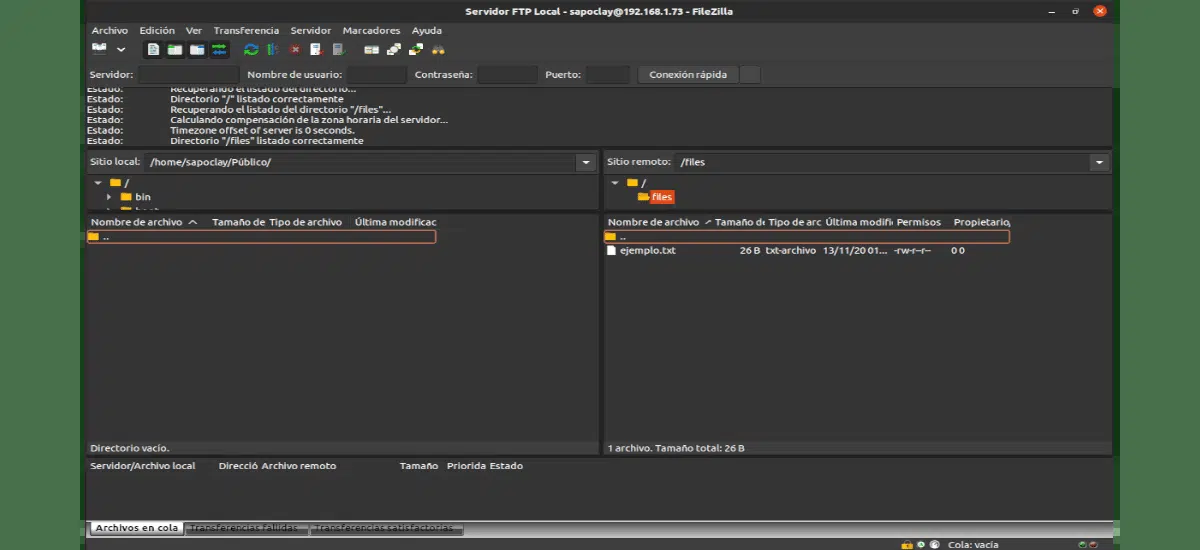 Servidor FTP Local - sapoclay@192.168.1.73 - FileZilla
Archivo Edición Ver Transferencia Servidor Marcadores Ayuda
Servidor: Nombre de usuario: Contraseña: Puerto: Conexión rápida
Estado: Recuperando el listado del directorio...
Estado: Directorio "/" listado correctamente
Estado: Recuperando el listado del directorio "/files"...
Estado: Calculando compensación de la zona horaria del servidor...
Estado: Timezone offset of server is 0 seconds.
Estado: Directorio "/files" listado correctamente
Sitio local: /home/sapoclay/Público/ Sitio remoto: /files
/ /
bin files
Nombre de archivo Tamaño de Tipo de archivo Última modificac Nombre de archivo Tamaño de Tipo de arc Última modifi Permisos Propietario
.. ..
ejemplo.txt 26 B txt-archivo 13/11/20 01... -rw-r--r-- 0 0
Directorio vacío. 1 archivo. Tamaño total: 26 B
Servidor/Archivo local Direcció Archivo remoto Tamaño Priorida Estado
Archivos en cola Transferencias fallidas Transferencias satisfactorias
Cola: vacía